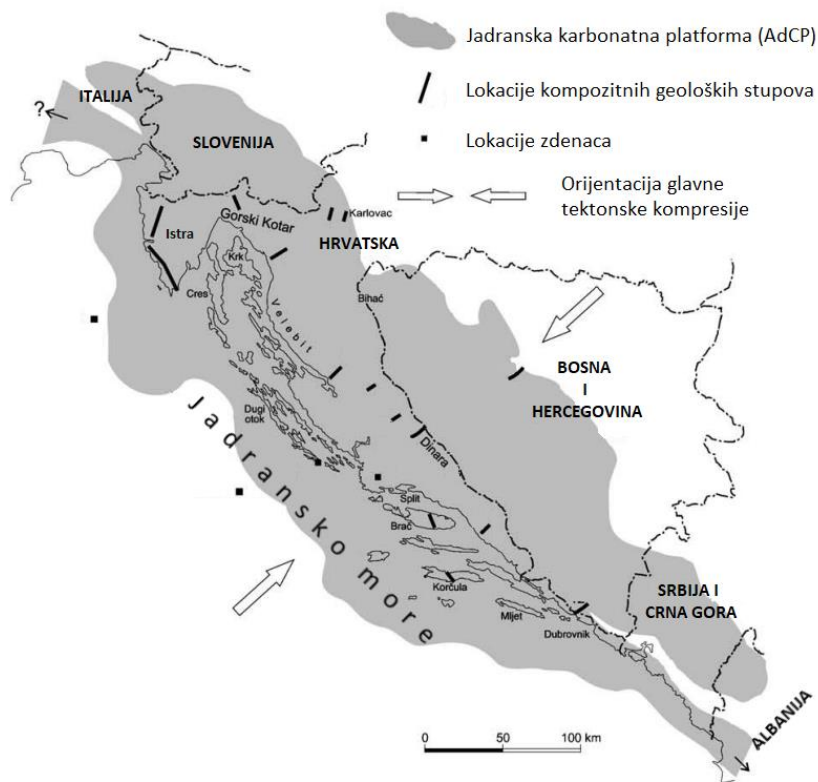 Jadranska karbonatna platforma (AdCP)
Lokacije kompozitnih geoloških stupova
Lokacije zdenaca
Orijentacija glavne
tektonske kompresije
ITALIJA
?
SLOVENIJA
Karlovac
Gorski Kotar
Istra
HRVATSKA
Krk
Cres
Bihać
Velebit
BOSNA
I
HERCEGOVINA
Dugi
otok
Dinara
Jadransko more
Split
Brač
Korčula
Mljet
Dubrovnik
SRBIJA I
CRNA GORA
ALBANIJA
0 50 100 km